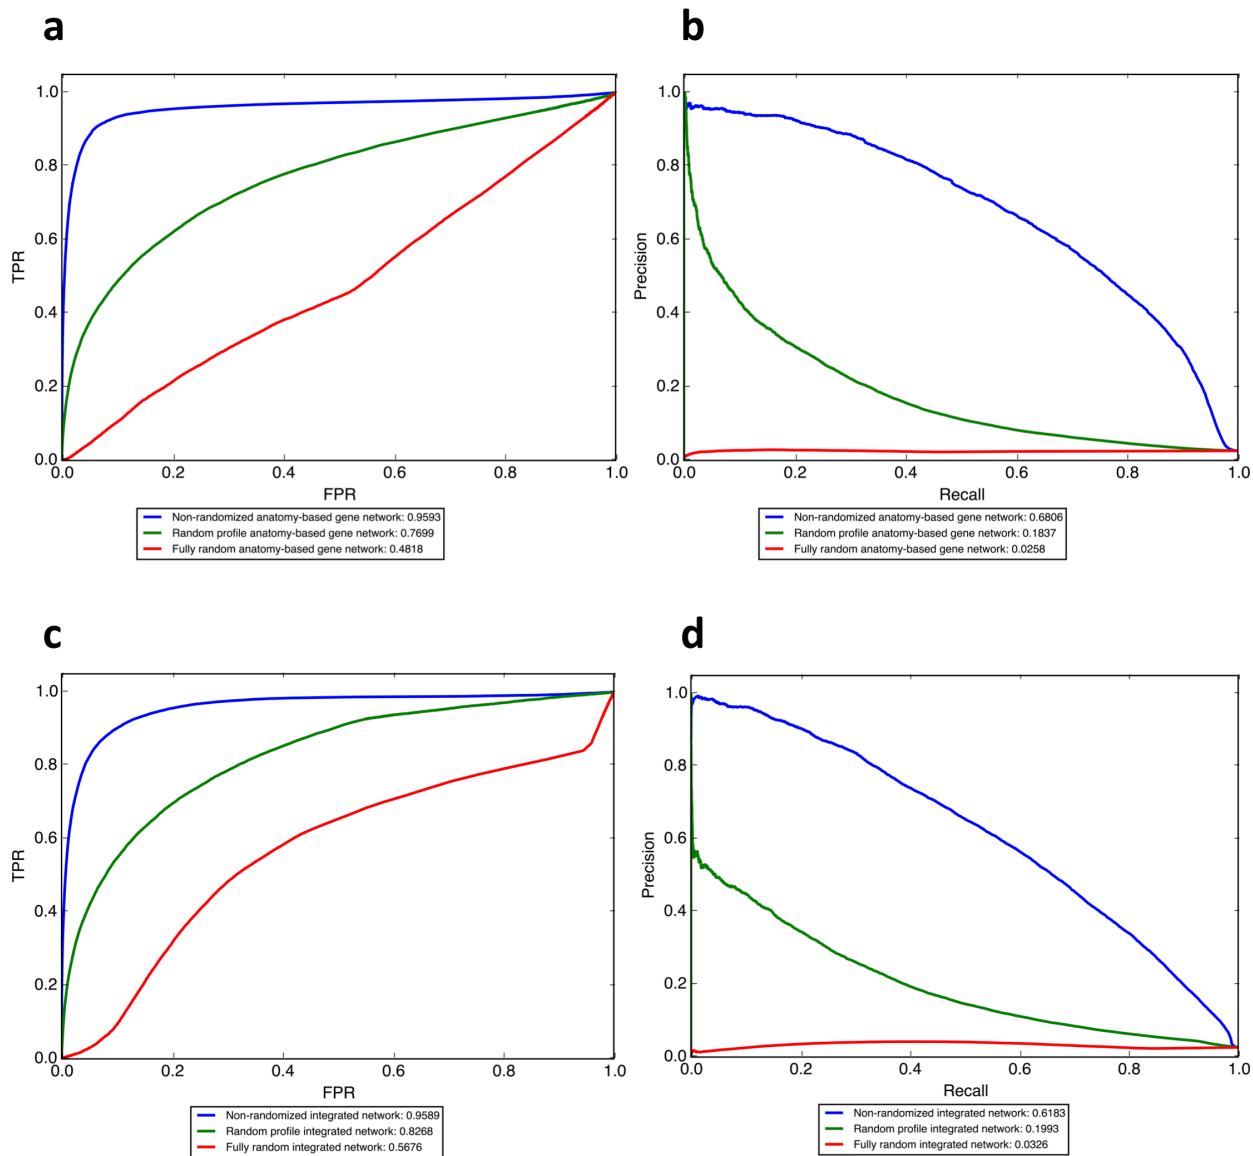 a
1.0
0.8
0.6
0.4
0.2
0.0
TPR
0.0 0.2 0.4 0.6 0.8 1.0
FPR
Non-randomized anatomy-based gene network: 0.9593
Random profile anatomy-based gene network: 0.7699
Fully random anatomy-based gene network: 0.4818
b
1.0
0.8
0.6
0.4
0.2
0.0
Precision
0.0 0.2 0.4 0.6 0.8 1.0
Recall
Non-randomized anatomy-based gene network: 0.6806
Random profile anatomy-based gene network: 0.1837
Fully random anatomy-based gene network: 0.0258
c
1.0
0.8
0.6
0.4
0.2
0.0
TPR
0.0 0.2 0.4 0.6 0.8 1.0
FPR
Non-randomized integrated network: 0.9589
Random profile integrated network: 0.8268
Fully random integrated network: 0.5676
d
1.0
0.8
0.6
0.4
0.2
0.0
Precision
0.0 0.2 0.4 0.6 0.8 1.0
Recall
Non-randomized integrated network: 0.6183
Random profile integrated network: 0.1993
Fully random integrated network: 0.0326